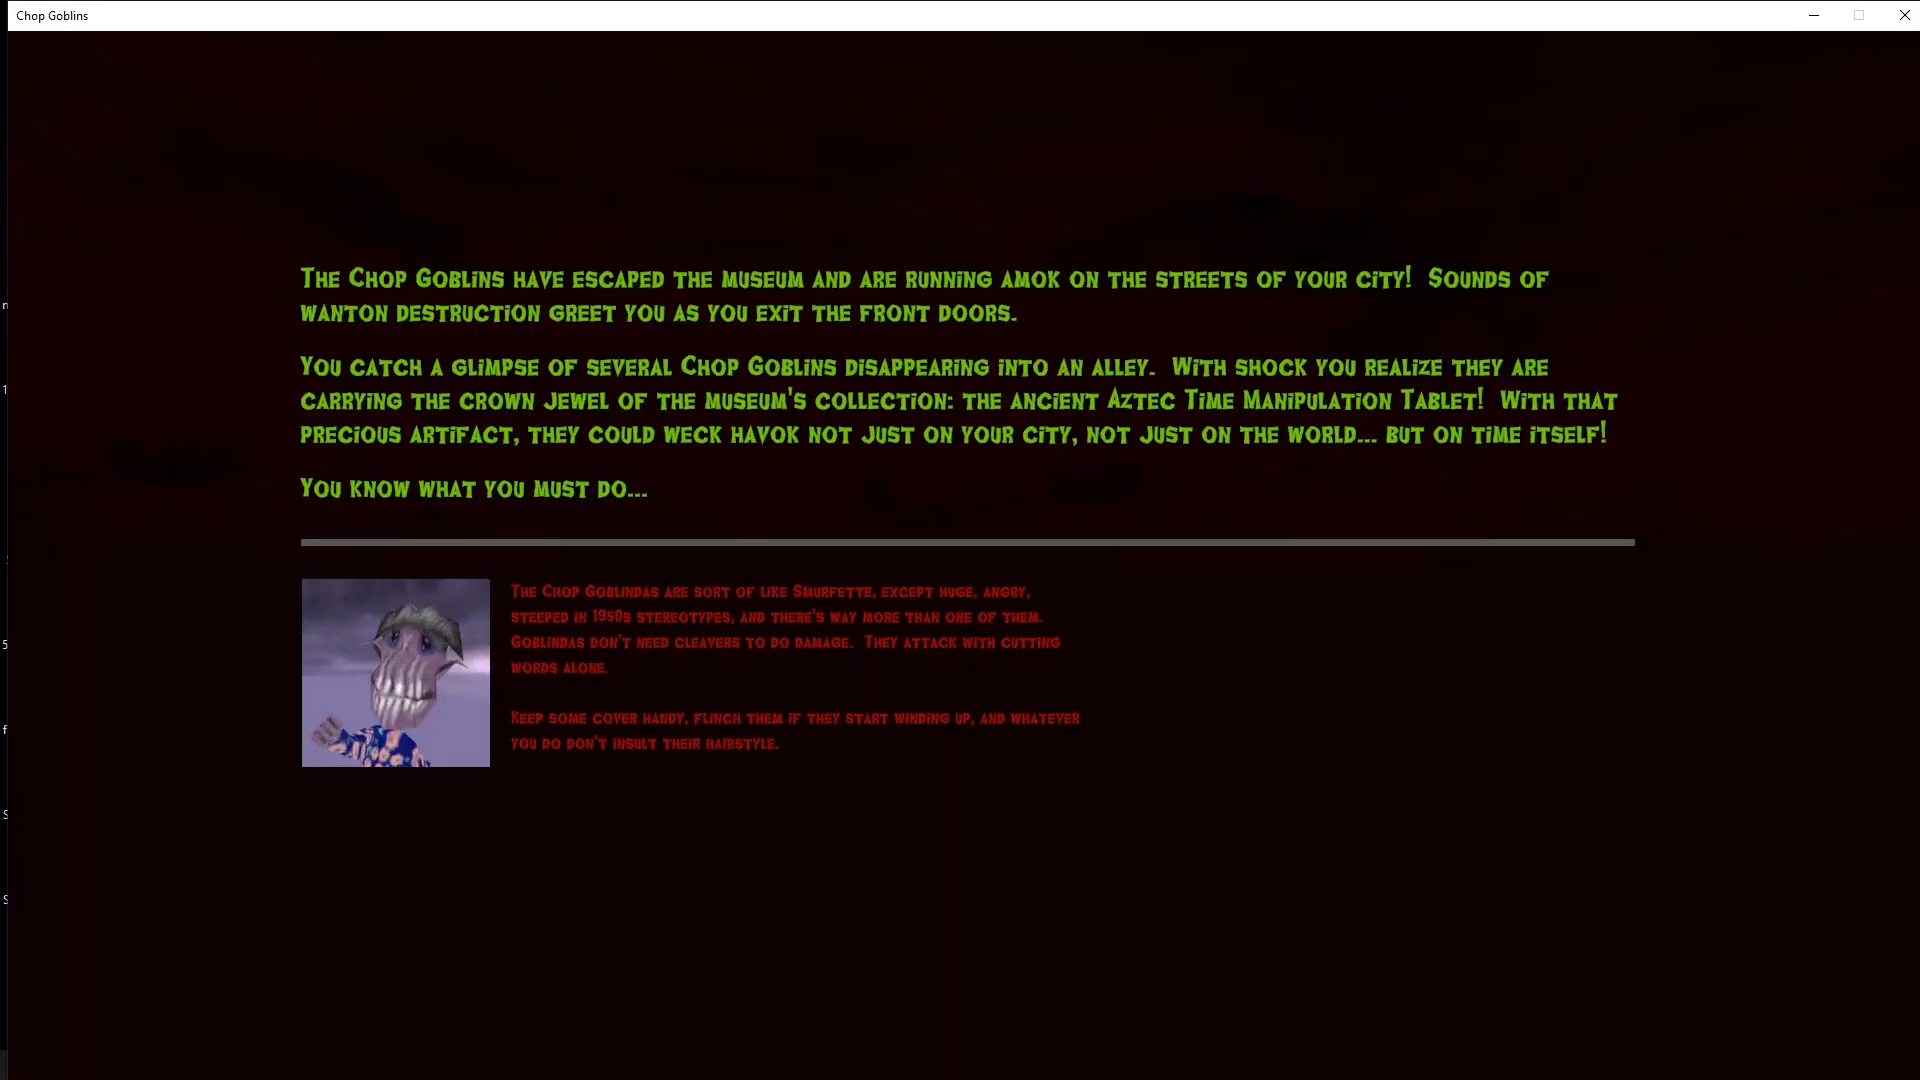 Chop Goblins
The Chop Goblins have escaped the museum and are running amok on the streets of your city!  Sounds of
wanton destruction greet you as you exit the front doors.
You catch a glimpse of several Chop Goblins disappearing into an alley.  With shock you realize they are
carrying the crown jewel of the museum's collection: the ancient Aztec Time Manipulation Tablet!  With that
precious artifact, they could weck havok not just on your city, not just on the world... but on time itself!
You know what you must do...
The Chop Goblindas are sort of like Smurfette, except huge, angry,
steeped in 1950s stereotypes, and there's way more than one of them.
Goblindas don't need cleavers to do damage.  They attack with cutting
words alone.
Keep some cover handy, flinch them if they start winding up, and whatever
you do don't insult their hairstyle.